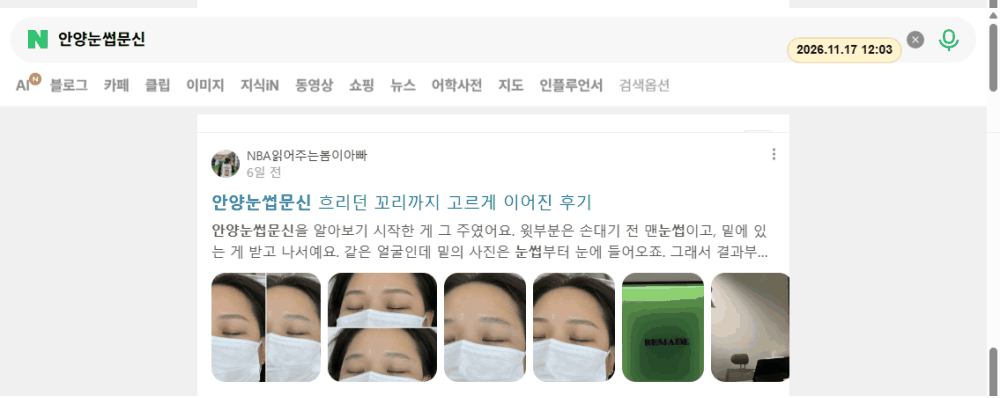 N 안양눈썹문신
2026.11.17 12:03
AI N 블로그 카페 클립 이미지 지식iN 동영상 쇼핑 뉴스 어학사전 지도 인플루언서 검색옵션
NBA읽어주는봄이아빠
6일 전
안양눈썹문신 흐리던 꼬리까지 고르게 이어진 후기
안양눈썹문신을 알아보기 시작한 게 그 주였어요. 윗부분은 손대기 전 맨눈썹이고, 밑에 있
는 게 받고 나서예요. 같은 얼굴인데 밑의 사진은 눈썹부터 눈에 들어오죠. 그래서 결과부...
REMADE